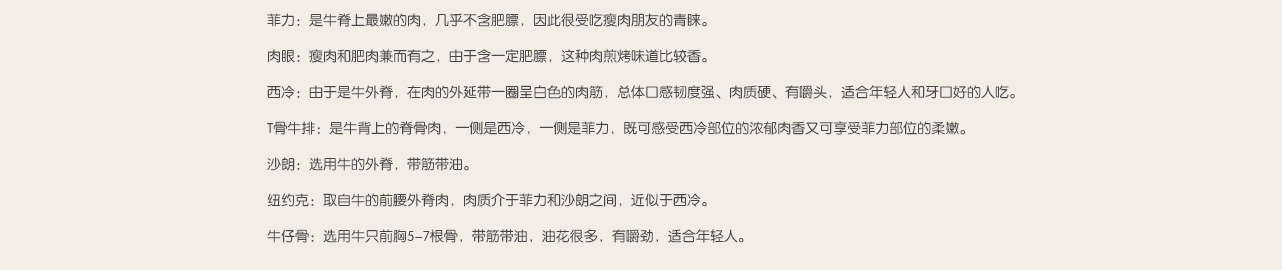 菲力：是牛脊上最嫩的肉，几乎不含肥膘，因此很受吃瘦肉朋友的青睐。
肉眼：瘦肉和肥肉兼而有之，由于含一定肥膘，这种肉煎烤味道比较香。
西冷：由于是牛外脊，在肉的外延带一圈呈白色的肉筋，总体口感韧度强、肉质硬、有嚼头，适合年轻人和牙口好的人吃。
T骨牛排：是牛背上的脊骨肉，一侧是西冷，一侧是菲力，既可感受西冷部位的浓郁肉香又可享受菲力部位的柔嫩。
沙朗：选用牛的外脊，带筋带油。
纽约克：取自牛的前腰外脊肉，肉质介于菲力和沙朗之间，近似于西冷。
牛仔骨：选用牛只前胸5-7根骨，带筋带油，油花很多，有嚼劲，适合年轻人。